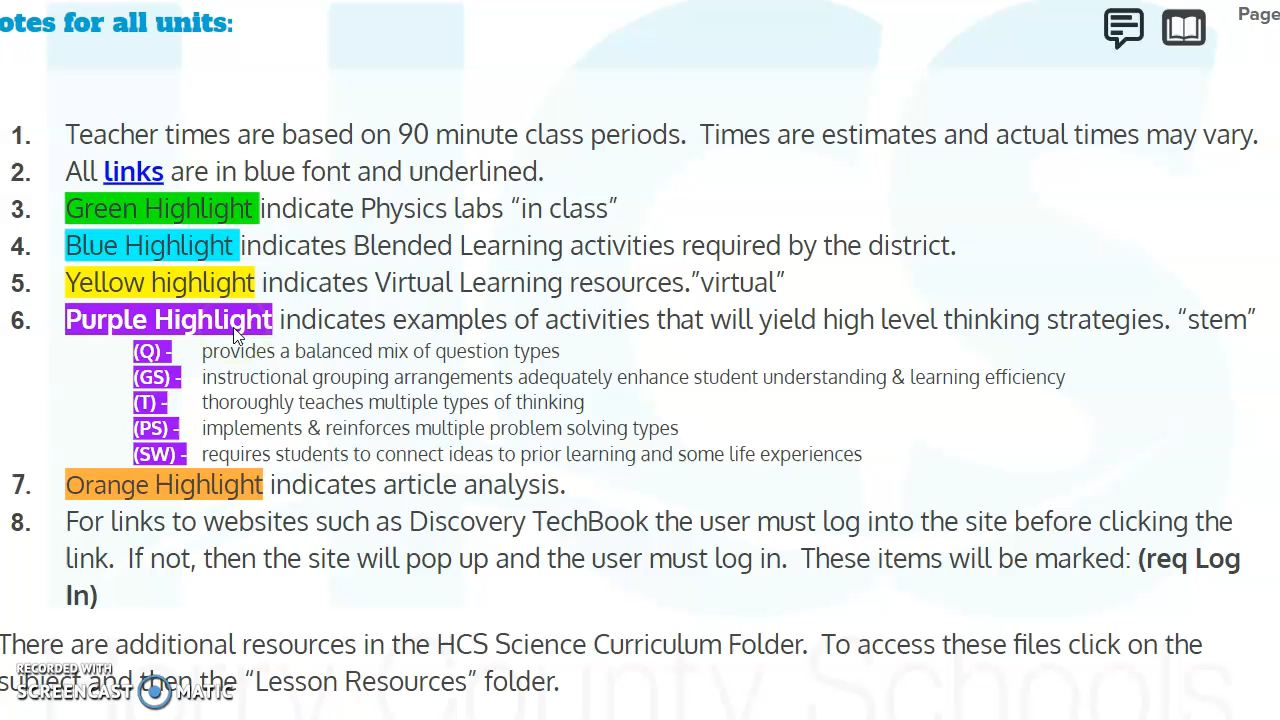 otes for all units:
Page
1. Teacher times are based on 90 minute class periods.  Times are estimates and actual times may vary.
2. All links are in blue font and underlined.
3. Green Highlight indicate Physics labs “in class”
4. Blue Highlight indicates Blended Learning activities required by the district.
5. Yellow highlight indicates Virtual Learning resources.”virtual”
6. Purple Highlight indicates examples of activities that will yield high level thinking strategies. “stem”
(Q) - provides a balanced mix of question types
(GS) - instructional grouping arrangements adequately enhance student understanding & learning efficiency
(T) - thoroughly teaches multiple types of thinking
(PS) - implements & reinforces multiple problem solving types
(SW) - requires students to connect ideas to prior learning and some life experiences
7. Orange Highlight indicates article analysis.
8. For links to websites such as Discovery TechBook the user must log into the site before clicking the
link.  If not, then the site will pop up and the user must log in.  These items will be marked: (req Log
In)
There are additional resources in the HCS Science Curriculum Folder.  To access these files click on the
subject and then the “Lesson Resources” folder.
RECORDED WITH
SCREENCAST MATIC
HCS
Horry County Schools